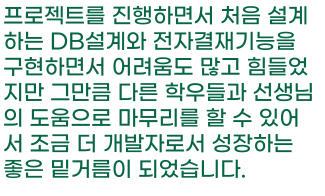 프로젝트를 진행하면서 처음 설계
하는 DB설계와 전자결재기능을
구현하면서 어려움도 많고 힘들었
지만 그만큼 다른 학우들과 선생님
의 도움으로 마무리를 할 수 있어
서 조금 더 개발자로서 성장하는
좋은 밑거름이 되었습니다.